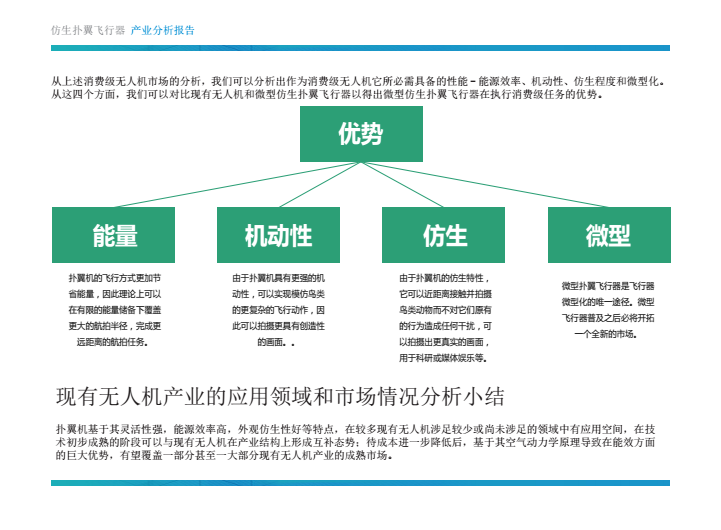 仿生扑翼飞行器 产业分析报告
从上述消费级无人机市场的分析，我们可以分析出作为消费级无人机它所必需具备的性能－能源效率、机动性、仿生程度和微型化。
从这四个方面，我们可以对比现有无人机和微型仿生扑翼飞行器以得出微型仿生扑翼飞行器在执行消费级任务的优势。
优势
能量
机动性
仿生
微型
扑翼机的飞行方式更加节
省能量，因此理论上可以
在有限的能量储备下覆盖
更大的航拍半径，完成更
远距离的航拍任务。
由于扑翼机具有更强的机
动性，可以实现模仿鸟类
的更复杂的飞行动作，因
此可以拍摄更具有创造性
的画面。。
由于扑翼机的仿生特性，
它可以近距离接触并拍摄
鸟类动物而不对它们原有
的行为造成任何干扰，可
以拍摄出更真实的画面，
用于科研或媒体娱乐等。
微型扑翼飞行器是飞行器
微型化的唯一途径。微型
飞行器普及之后必将开拓
一个全新的市场。
现有无人机产业的应用领域和市场情况分析小结
扑翼机基于其灵活性强，能源效率高，外观仿生性好等特点，在较多现有无人机涉足较少或尚未涉足的领域中有应用空间，在技
术初步成熟的阶段可以与现有无人机在产业结构上形成互补态势；待成本进一步降低后，基于其空气动力学原理导致在能效方面
的巨大优势，有望覆盖一部分甚至一大部分现有无人机产业的成熟市场。